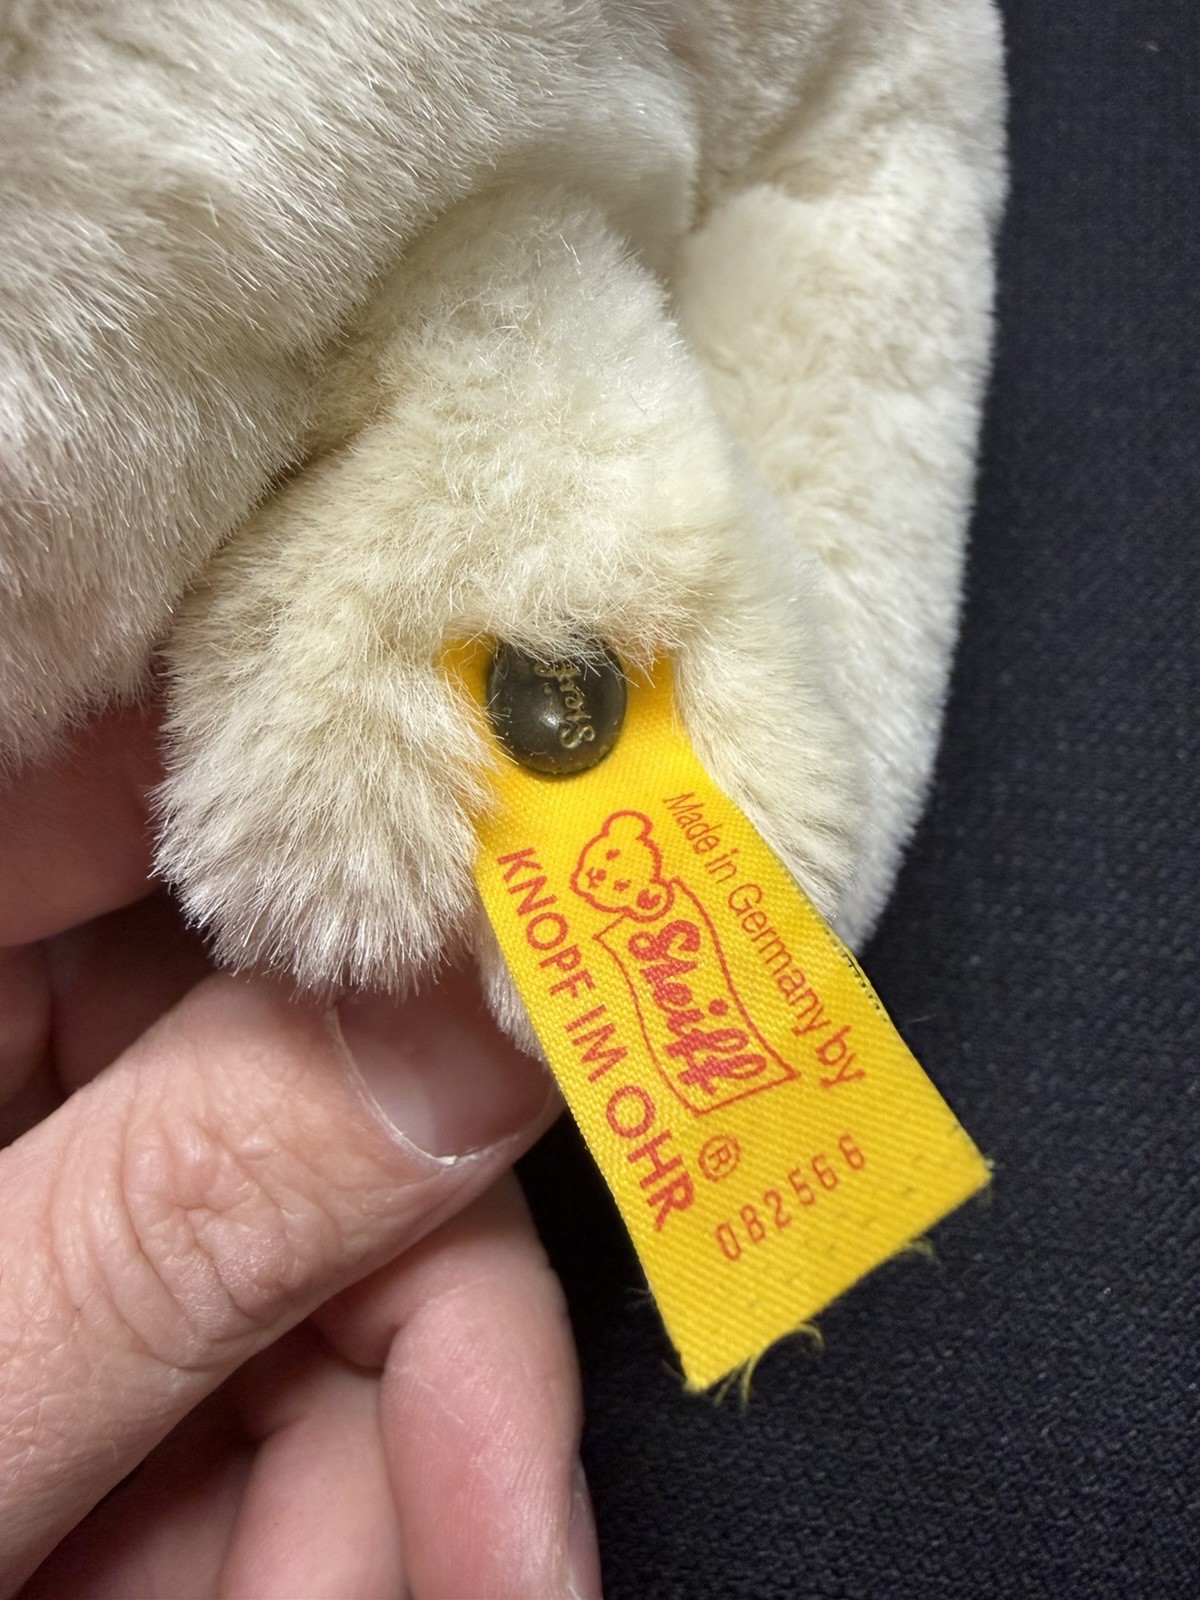 Steiff
Made in Germany by
Steiff
KNOPF IM OHR
®
082566